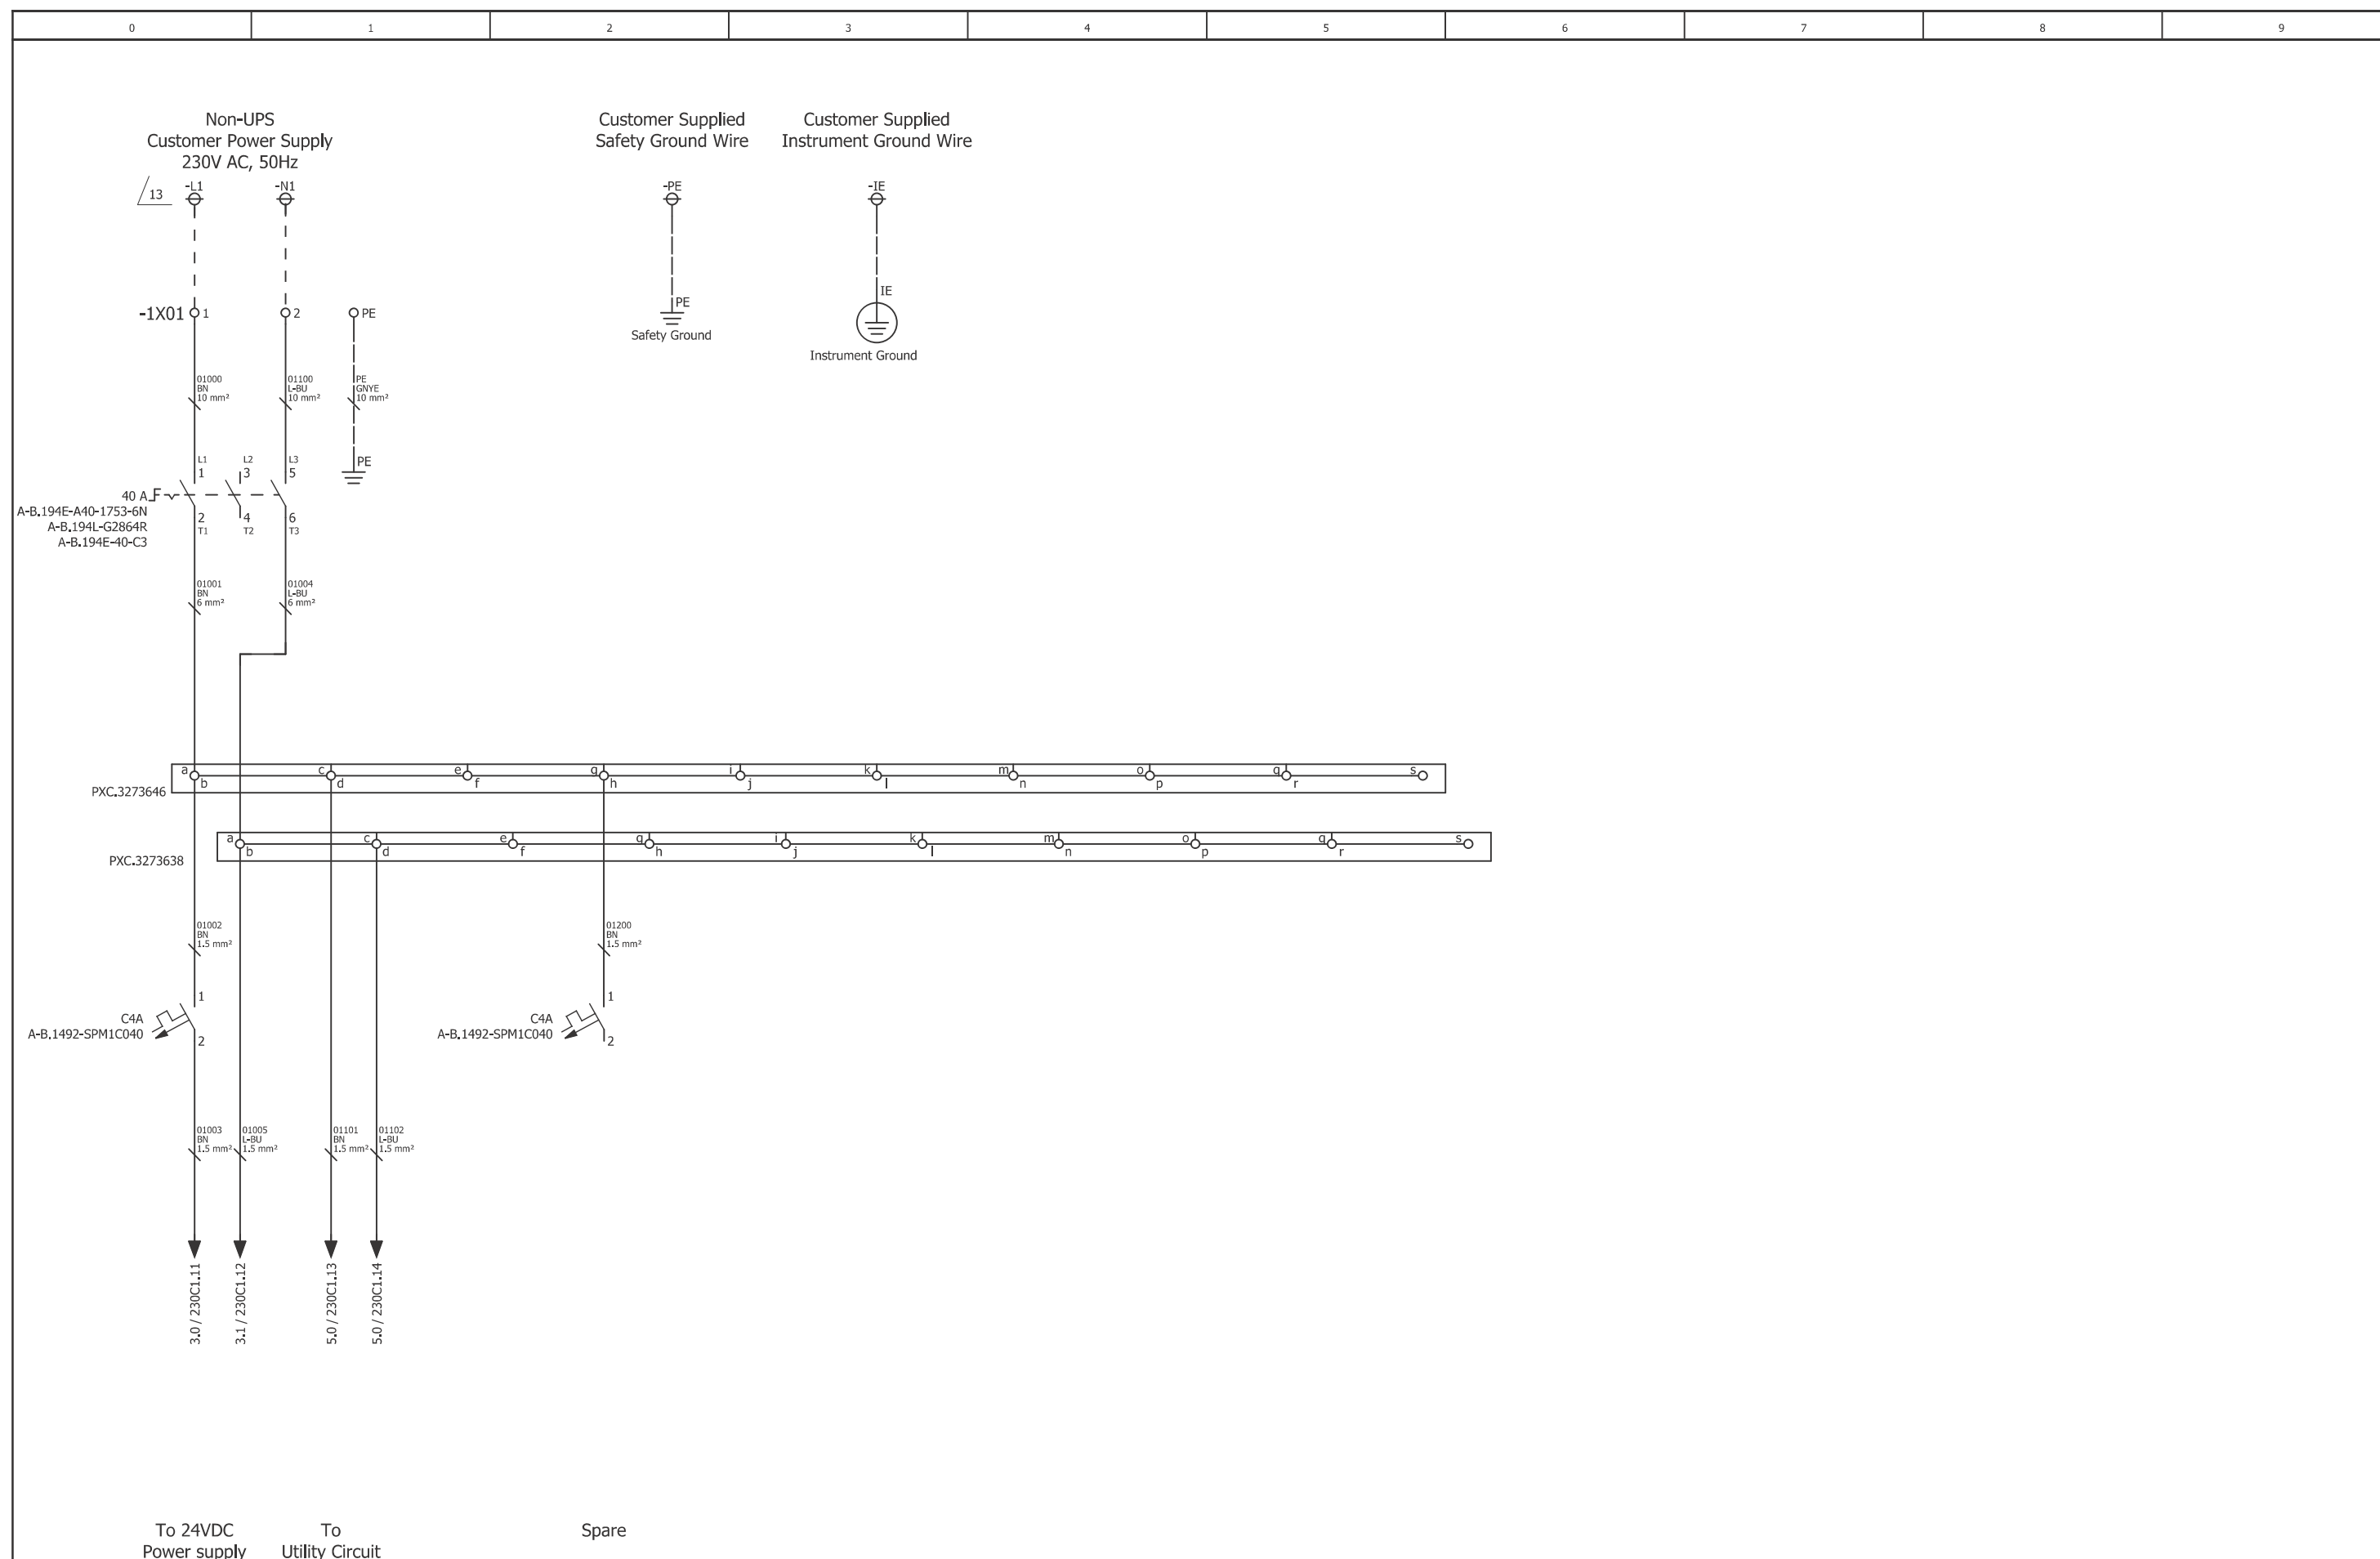 0 1 2 3 4 5 6 7 8 9
Non-UPS
Customer Power Supply
230V AC, 50Hz
Customer Supplied
Safety Ground Wire
Customer Supplied
Instrument Ground Wire
13
-L1
-N1
-PE
-IE
-1X01
1
2
PE
PE
Safety Ground
IE
Instrument Ground
01000
BN
10 mm²
01100
L-BU
10 mm²
PE
GNYE
10 mm²
PE
L1
1
L2
3
L3
5
40 A
A-B.194E-A40-1753-6N
A-B.194L-G2864R
A-B.194E-40-C3
2
T1
4
T2
6
T3
01001
BN
6 mm²
01004
L-BU
6 mm²
a c e g i k m o q s
b d f h j l n p r
PXC.3273646
a c e g i k m o q s
b d f h j l n p r
PXC.3273638
01002
BN
1.5 mm²
01200
BN
1.5 mm²
1
C4A
A-B.1492-SPM1C040
2
1
C4A
A-B.1492-SPM1C040
2
01003
BN
1.5 mm²
01005
L-BU
1.5 mm²
01101
BN
1.5 mm²
01102
L-BU
1.5 mm²
3.0 / 230C1.11
3.1 / 230C1.12
5.0 / 230C1.13
5.0 / 230C1.14
To 24VDC
Power supply
To
Utility Circuit
Spare